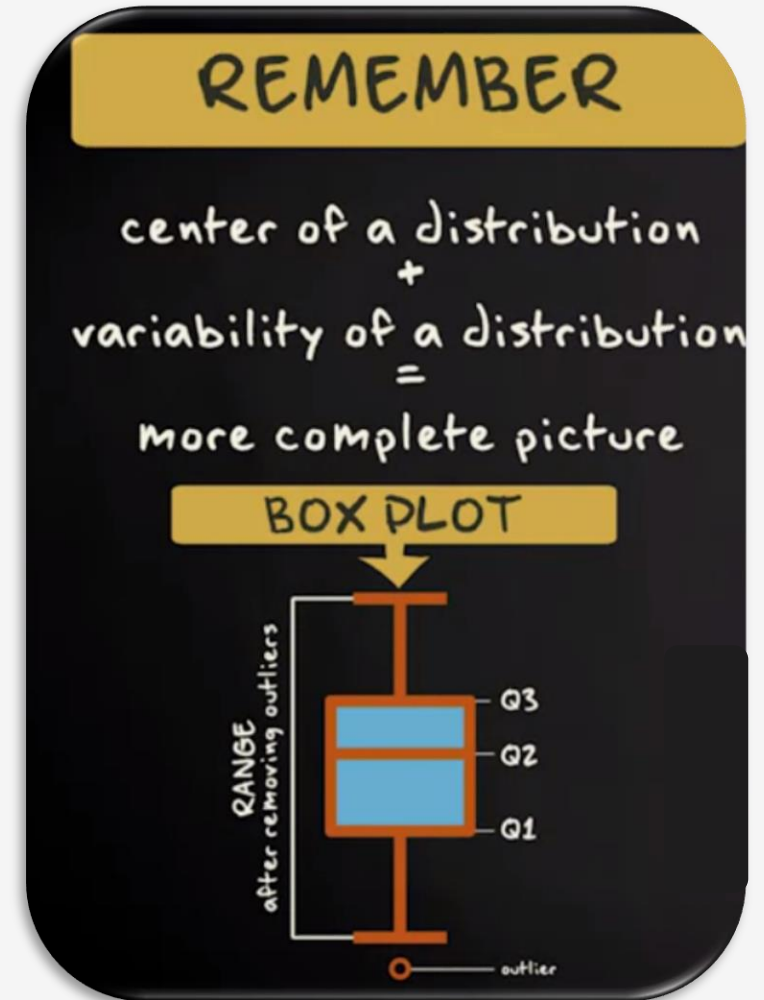 REMEMBER
center of a distribution
+
variability of a distribution
=
more complete picture
BOX PLOT
RANGE
after removing outliers
Q3
Q2
Q1
outlier